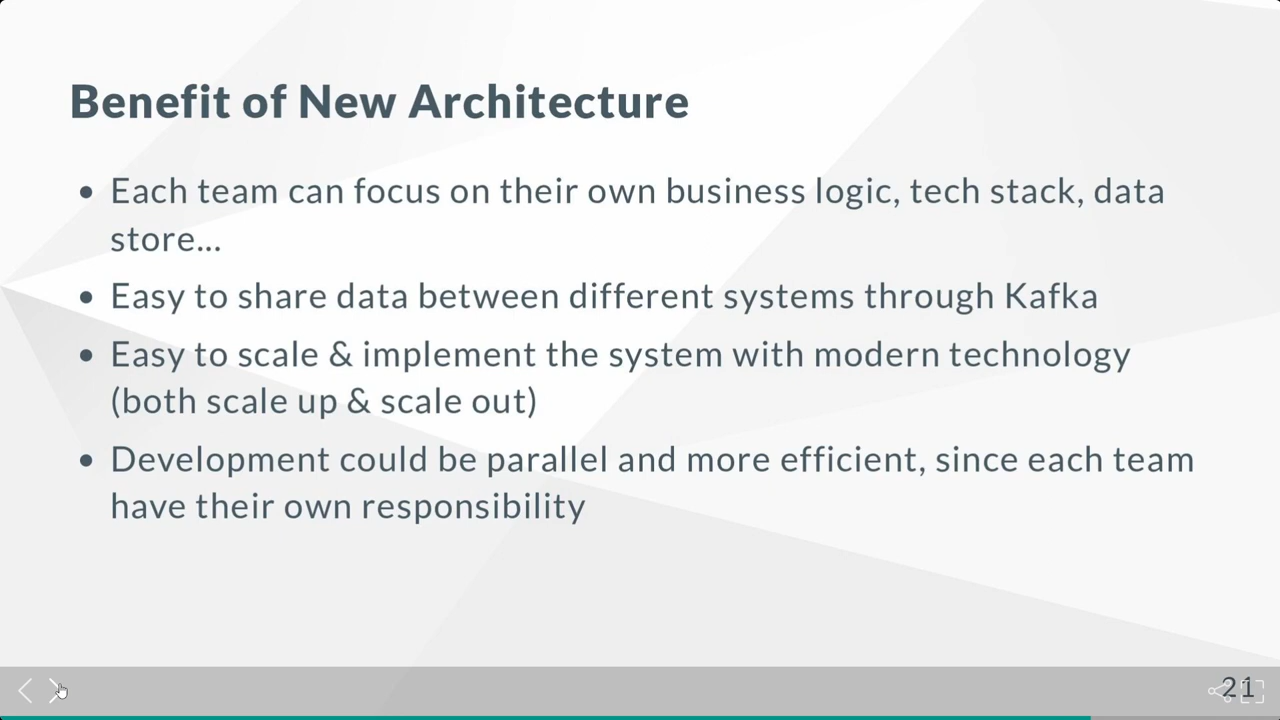 Benefit of New Architecture
• Each team can focus on their own business logic, tech stack, data
store...
• Easy to share data between different systems through Kafka
• Easy to scale & implement the system with modern technology
(both scale up & scale out)
• Development could be parallel and more efficient, since each team
have their own responsibility
21